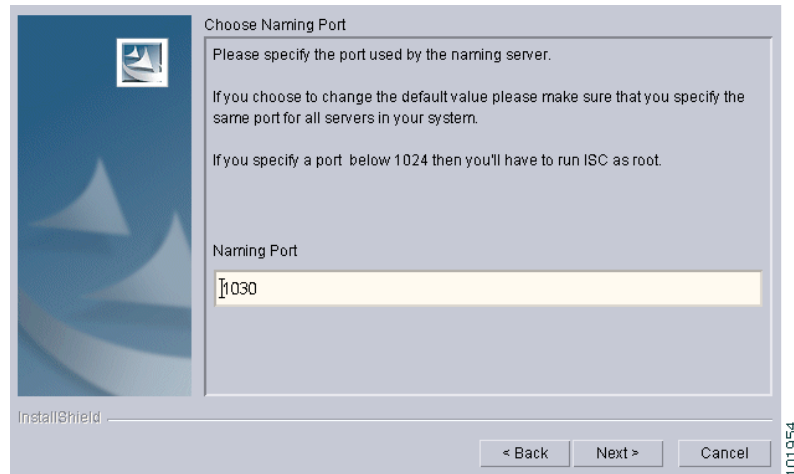 Choose Naming Port
Please specify the port used by the naming server.
If you choose to change the default value please make sure that you specify the
same port for all servers in your system.
If you specify a port below 1024 then you'll have to run ISC as root.
Naming Port
1030
InstallShield
< Back
Next >
Cancel
101954